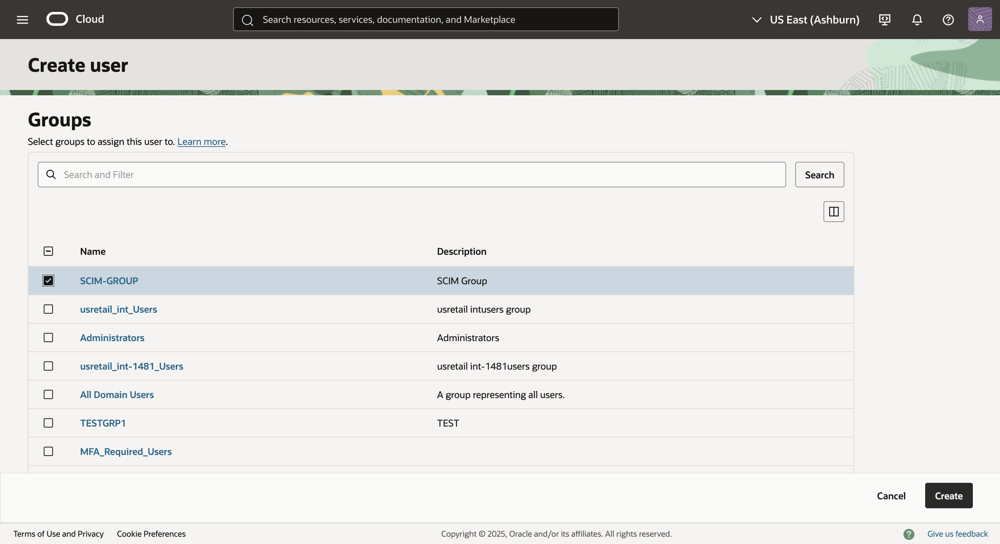 Cloud
Search resources, services, documentation, and Marketplace
US East (Ashburn)
Create user
Groups
Select groups to assign this user to. Learn more.
Search and Filter
Search
Name Description
SCIM-GROUP SCIM Group
usretail_int_Users usretail intusers group
Administrators Administrators
usretail_int-1481_Users usretail int-1481users group
All Domain Users A group representing all users.
TESTGRP1 TEST
MFA_Required_Users
Cancel Create
Terms of Use and Privacy Cookie Preferences Copyright © 2025, Oracle and/or its affiliates. All rights reserved. ? Give us feedback